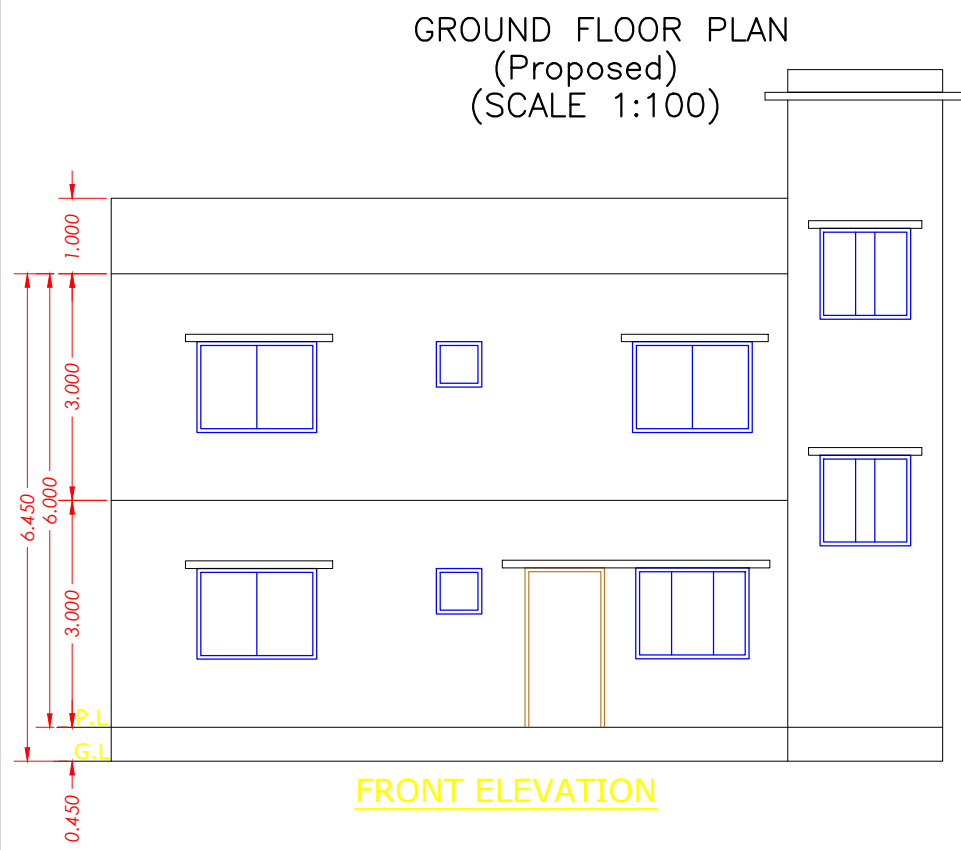 GROUND FLOOR PLAN
(Proposed)
(SCALE 1:100)
1.000
3.000
6.450
6.000
3.000
P.L
G.L
0.450
FRONT ELEVATION